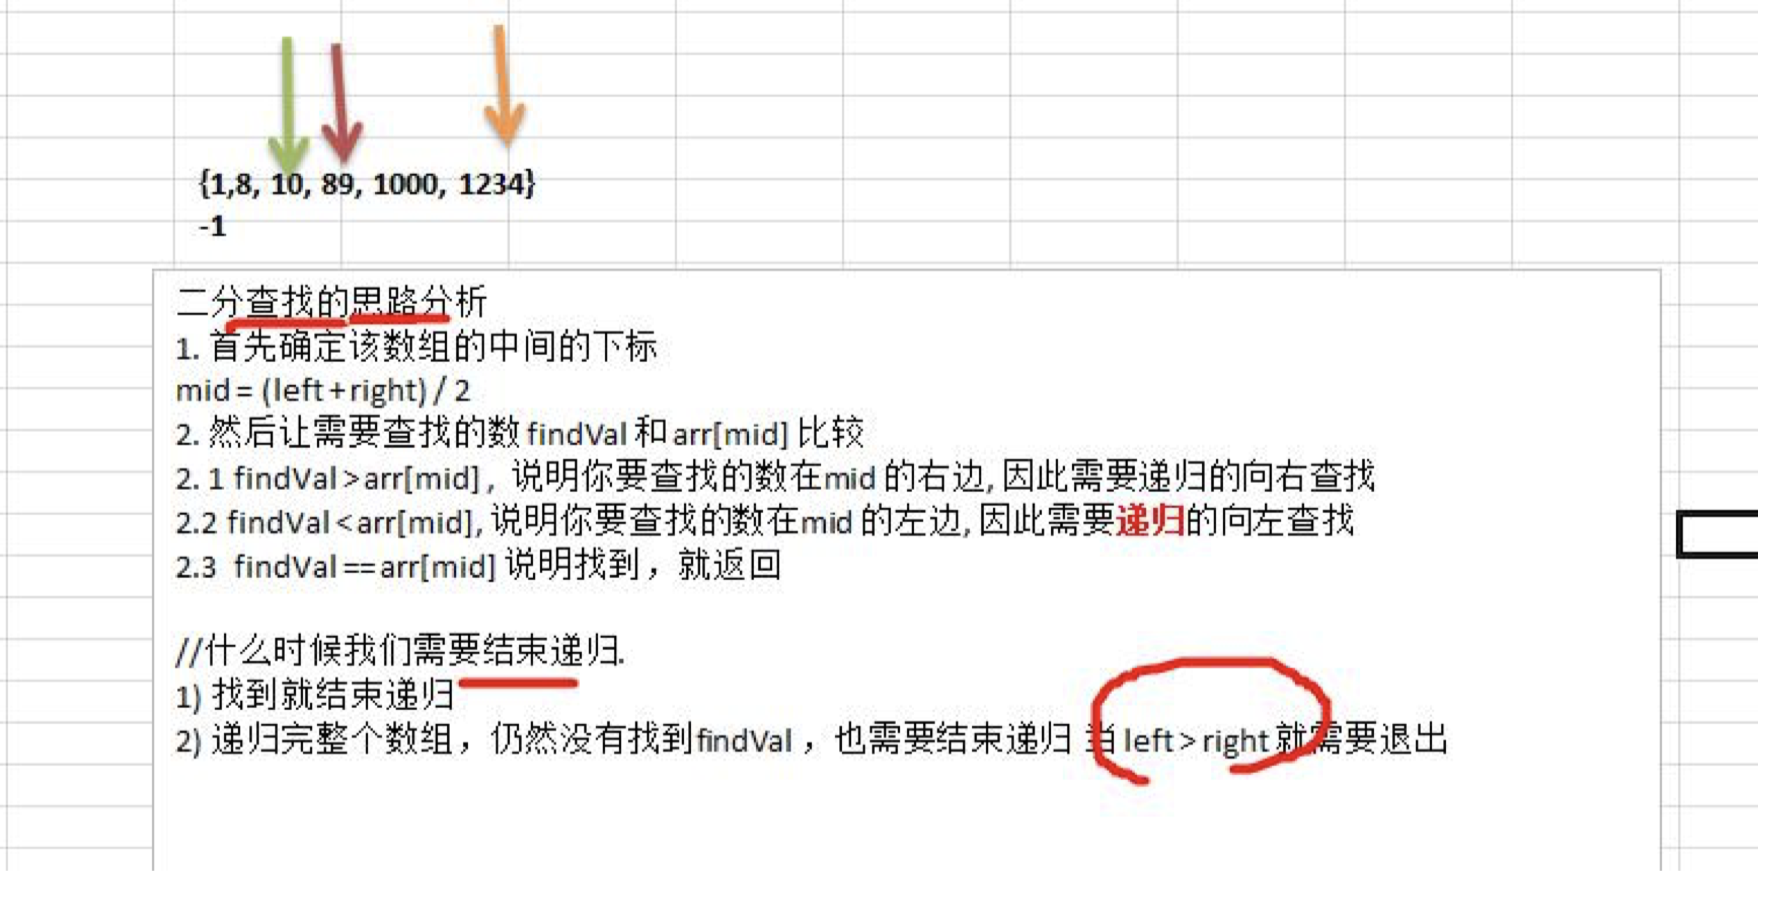 {1,8, 10, 89, 1000, 1234}
-1
二分查找的思路分析
1. 首先确定该数组的中间的下标
mid = (left+right) / 2
2. 然后让需要查找的数 findVal 和 arr[mid] 比较
2. 1 findVal > arr[mid] , 说明你要查找的数在mid 的右边, 因此需要递归的向右查找
2.2 findVal < arr[mid], 说明你要查找的数在mid 的左边, 因此需要递归的向左查找
2.3 findVal == arr[mid] 说明找到，就返回
//什么时候我们需要结束递归.
1) 找到就结束递归
2) 递归完整个数组，仍然没有找到findVal ，也需要结束递归 当 left > right 就需要退出